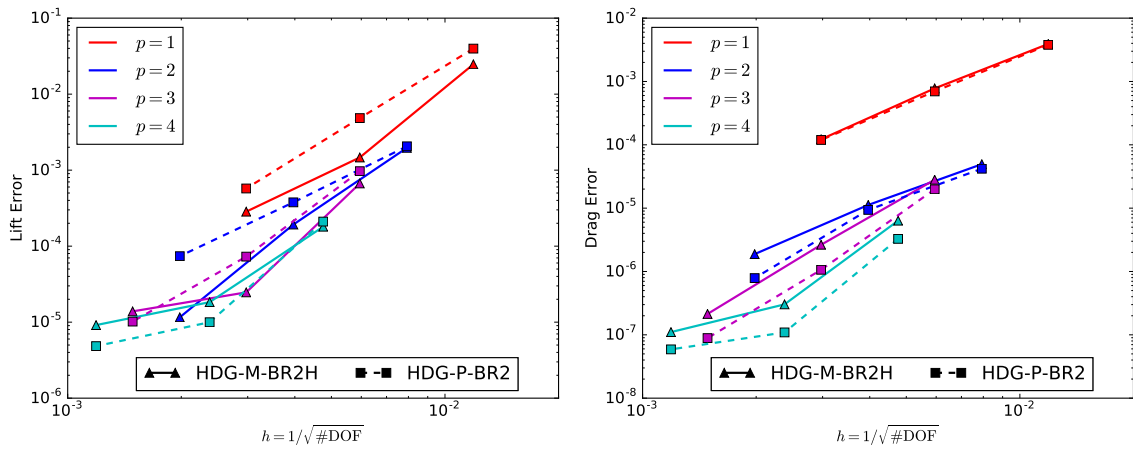 10^-1
10^-2
10^-3
10^-4
10^-5
10^-6
Lift Error
p = 1
p = 2
p = 3
p = 4
HDG-M-BR2H
HDG-P-BR2
10^-3
10^-2
h = 1/√#DOF
10^-2
10^-3
10^-4
10^-5
10^-6
10^-7
10^-8
Drag Error
p = 1
p = 2
p = 3
p = 4
HDG-M-BR2H
HDG-P-BR2
10^-3
10^-2
h = 1/√#DOF